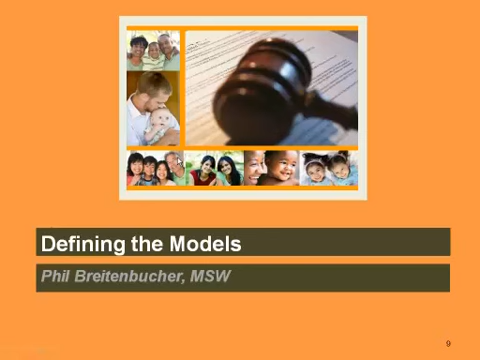 Defining the Models
Phil Breitenbucher, MSW
9